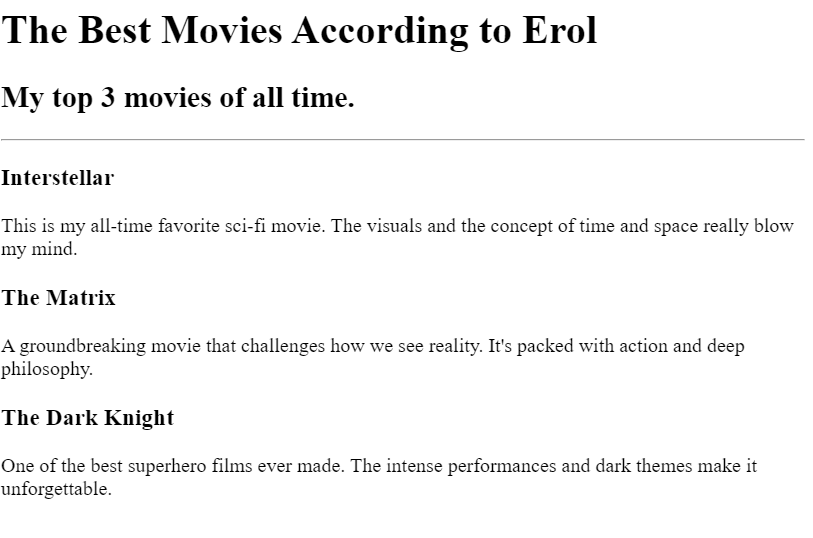 The Best Movies According to Erol
My top 3 movies of all time.
Interstellar
This is my all-time favorite sci-fi movie. The visuals and the concept of time and space really blow
my mind.
The Matrix
A groundbreaking movie that challenges how we see reality. It's packed with action and deep
philosophy.
The Dark Knight
One of the best superhero films ever made. The intense performances and dark themes make it
unforgettable.